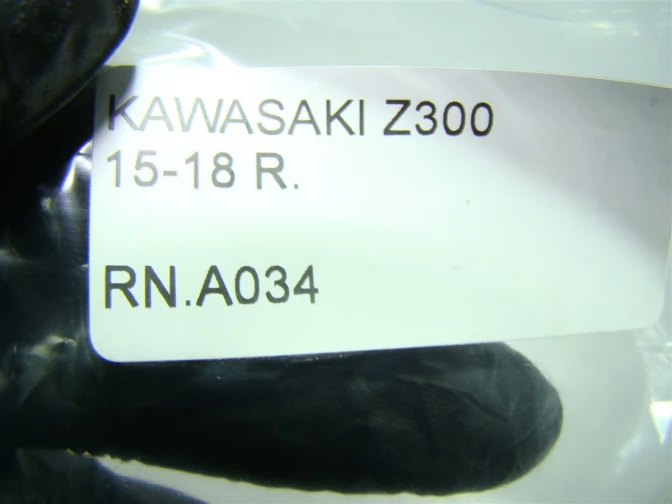 KAWASAKI Z300
15-18 R.
RN.A034